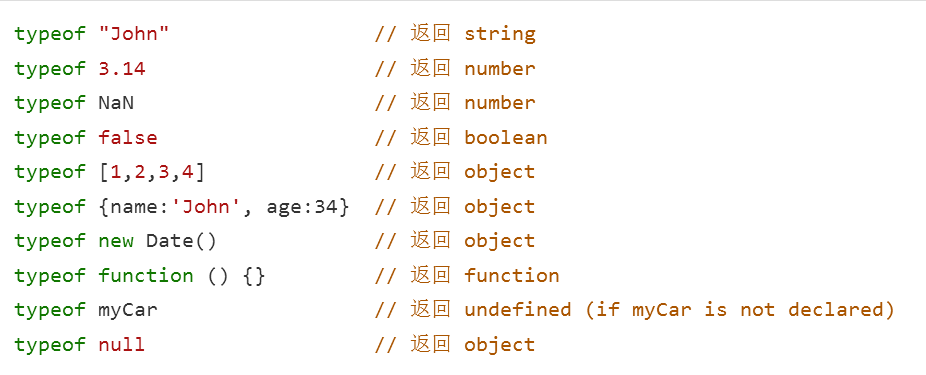 typeof "John"                 // 返回 string
typeof 3.14                   // 返回 number
typeof NaN                    // 返回 number
typeof false                  // 返回 boolean
typeof [1,2,3,4]              // 返回 object
typeof {name:'John', age:34}  // 返回 object
typeof new Date()             // 返回 object
typeof function () {}         // 返回 function
typeof myCar                  // 返回 undefined (if myCar is not declared)
typeof null                   // 返回 object